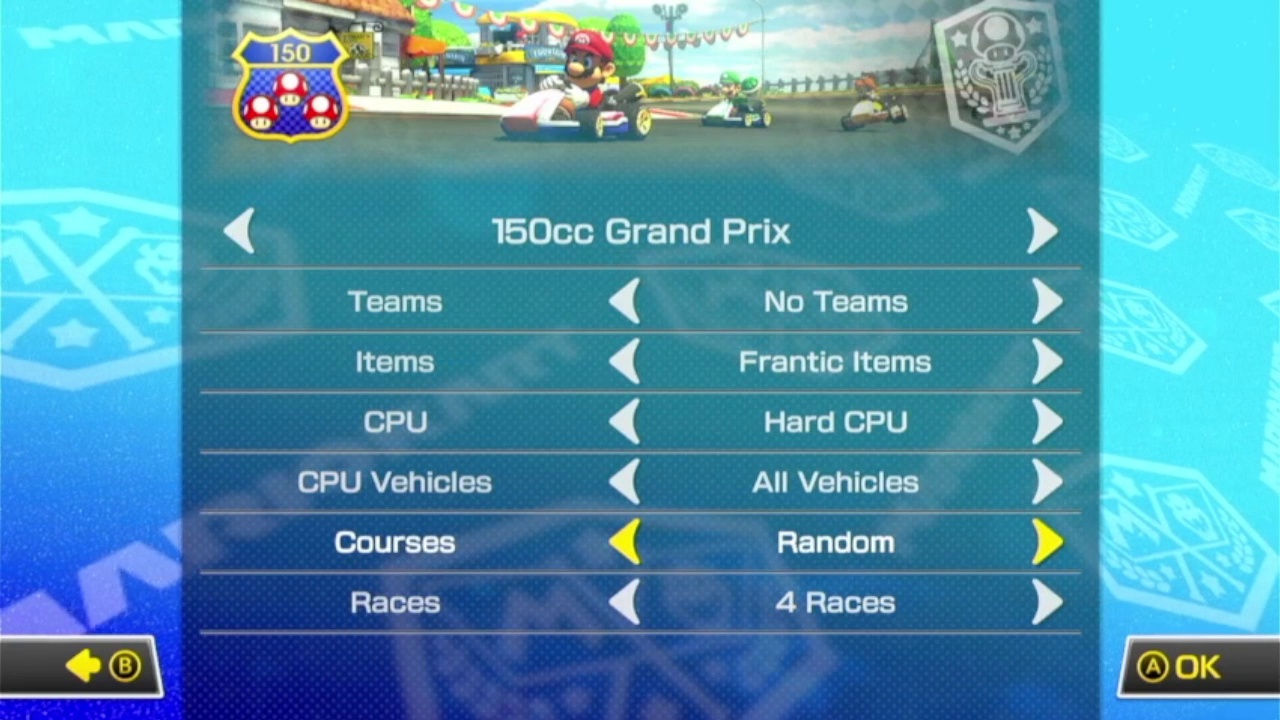 150
150cc Grand Prix
Teams No Teams
Items Frantic Items
CPU Hard CPU
CPU Vehicles All Vehicles
Courses Random
Races 4 Races
B
A OK